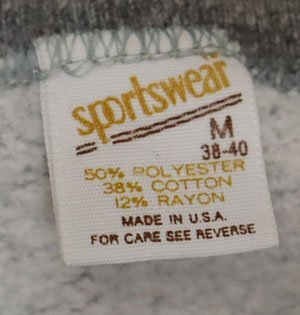 sportswear
M
38-40
50% POLYESTER
38% COTTON
12% RAYON
MADE IN U.S.A.
FOR CARE SEE REVERSE